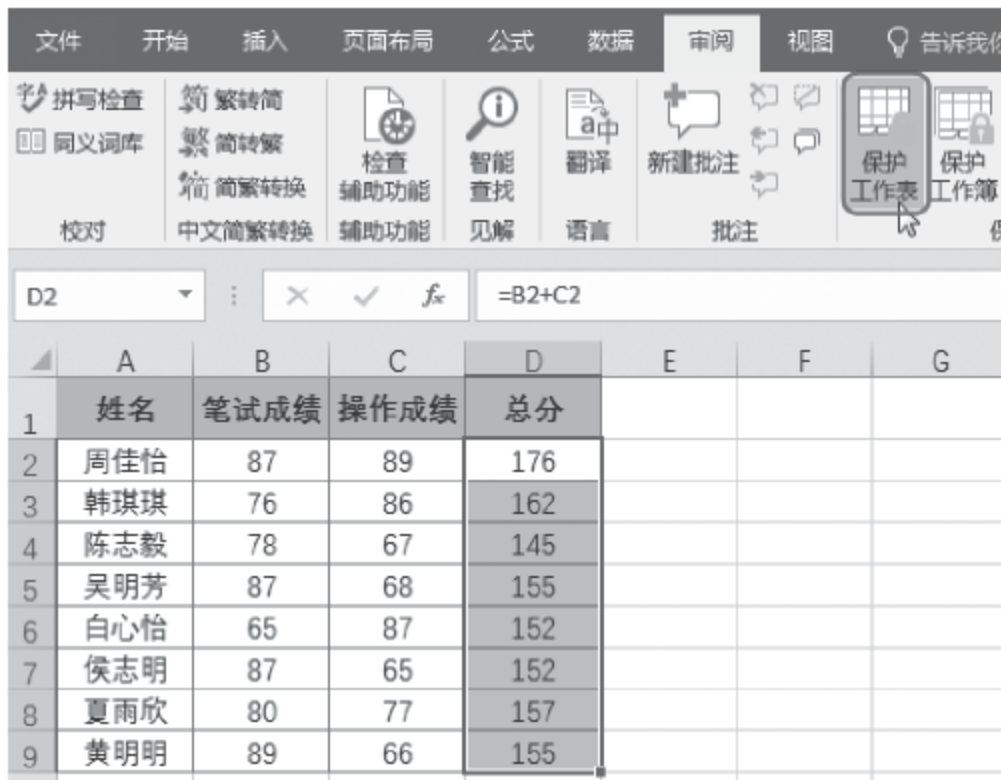 文件 开始 插入 页面布局 公式 数据 审阅 视图 告诉我
拼写检查 繁转简
同义词库 简转繁
简繁转换
检查 辅助功能
智能 查找
翻译
新建批注
保护 工作表
保护 工作簿
校对 中文简繁转换 辅助功能 见解 语言 批注
D2 fx =B2+C2
A B C D E F G
1 姓名 笔试成绩 操作成绩 总分
2 周佳怡 87 89 176
3 韩琪琪 76 86 162
4 陈志毅 78 67 145
5 吴明芳 87 68 155
6 白心怡 65 87 152
7 侯志明 87 65 152
8 夏雨欣 80 77 157
9 黄明明 89 66 155